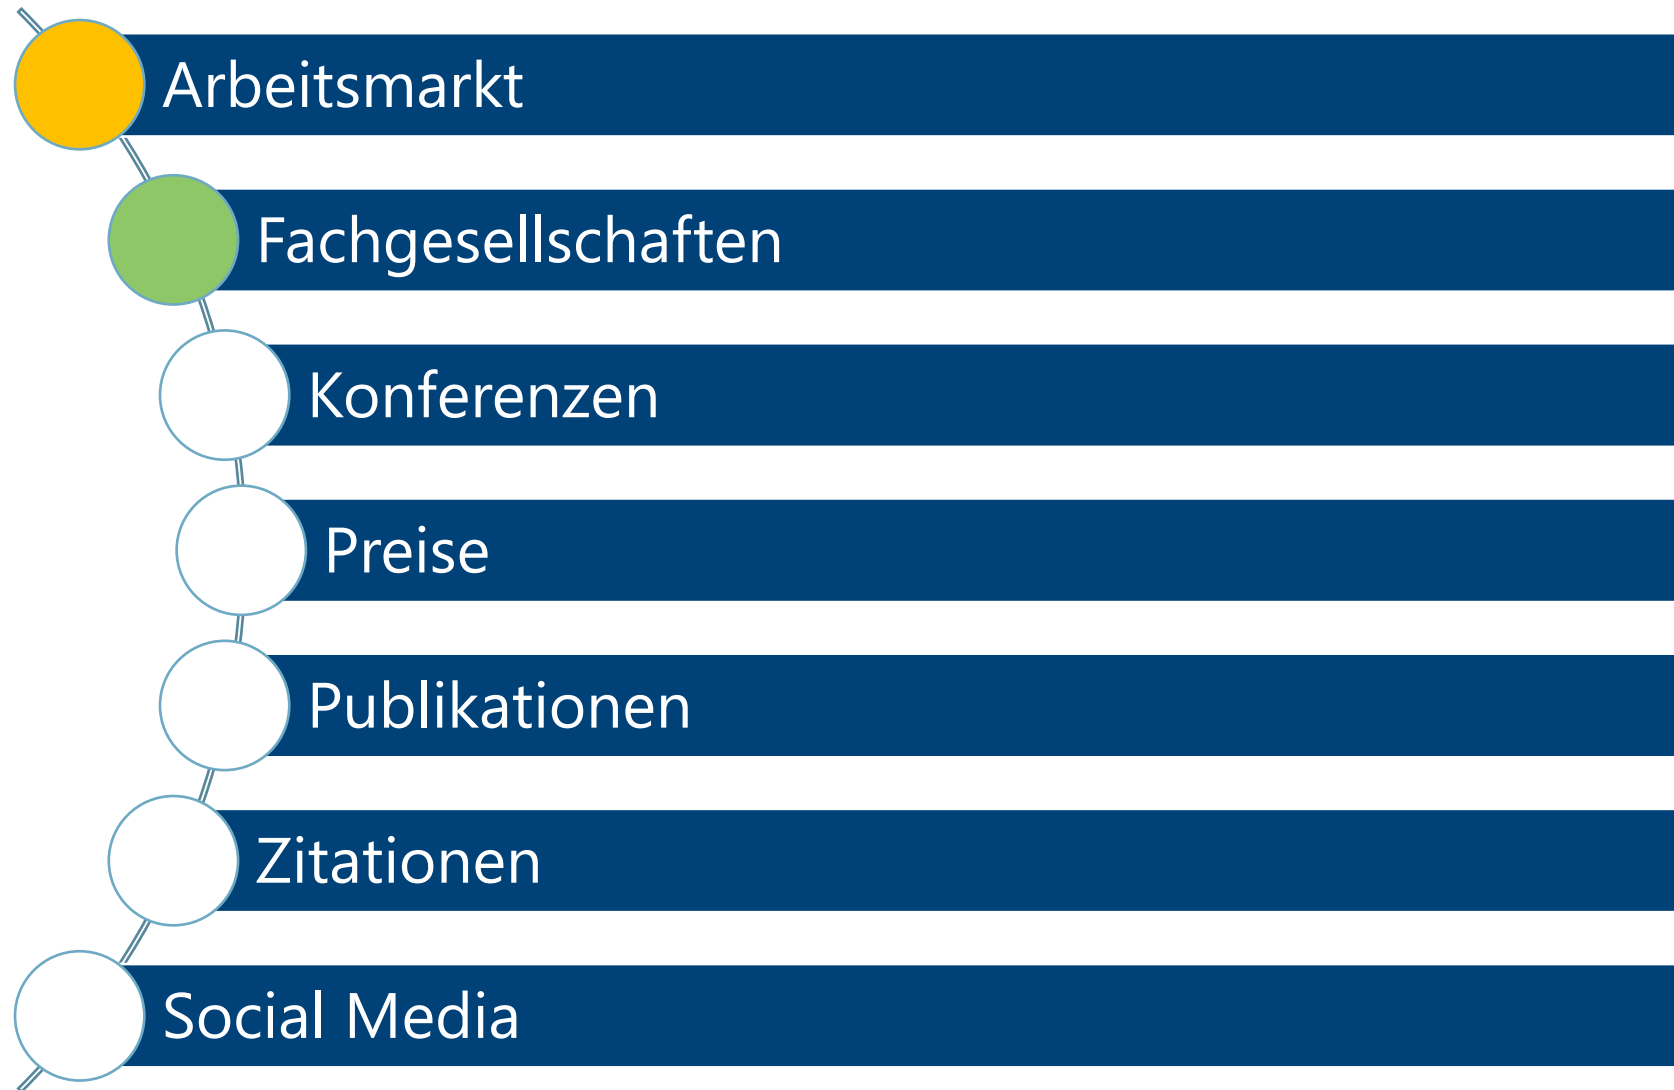 Arbeitsmarkt
Fachgesellschaften
Konferenzen
Preise
Publikationen
Zitationen
Social Media